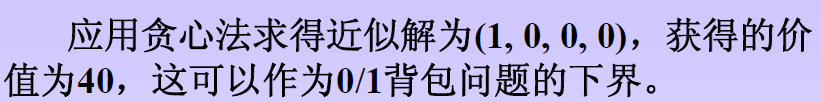 应用贪心法求得近似解为(1, 0, 0, 0)，获得的价
值为40，这可以作为0/1背包问题的下界。